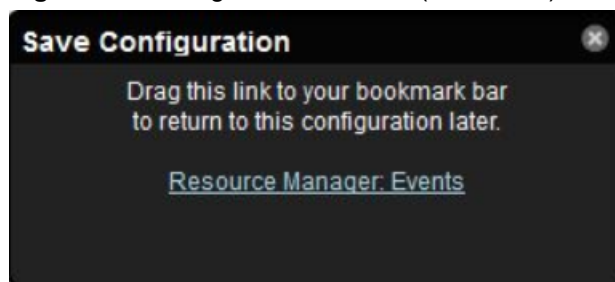 Save Configuration
Drag this link to your bookmark bar
to return to this configuration later.
Resource Manager: Events